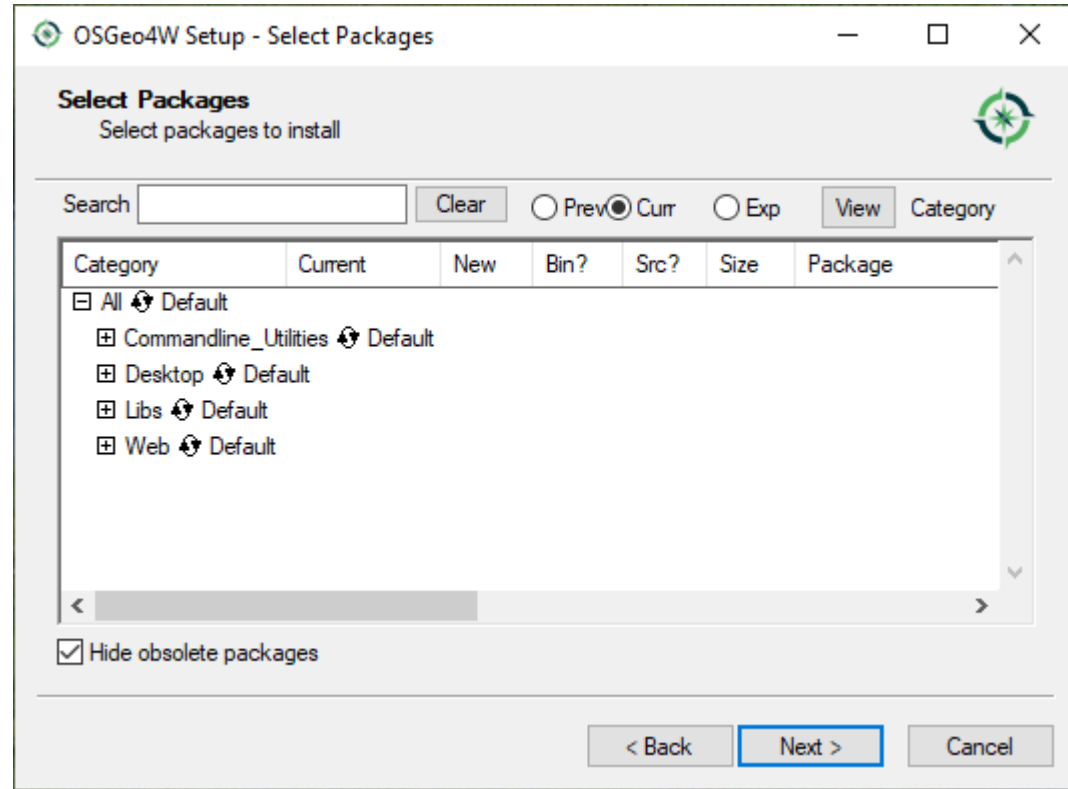 OSGeo4W Setup - Select Packages
Select Packages
Select packages to install
Search Clear Prev Curr Exp View Category
Category Current New Bin? Src? Size Package
All Default
Commandline_Utilities Default
Desktop Default
Libs Default
Web Default
Hide obsolete packages
< Back Next > Cancel